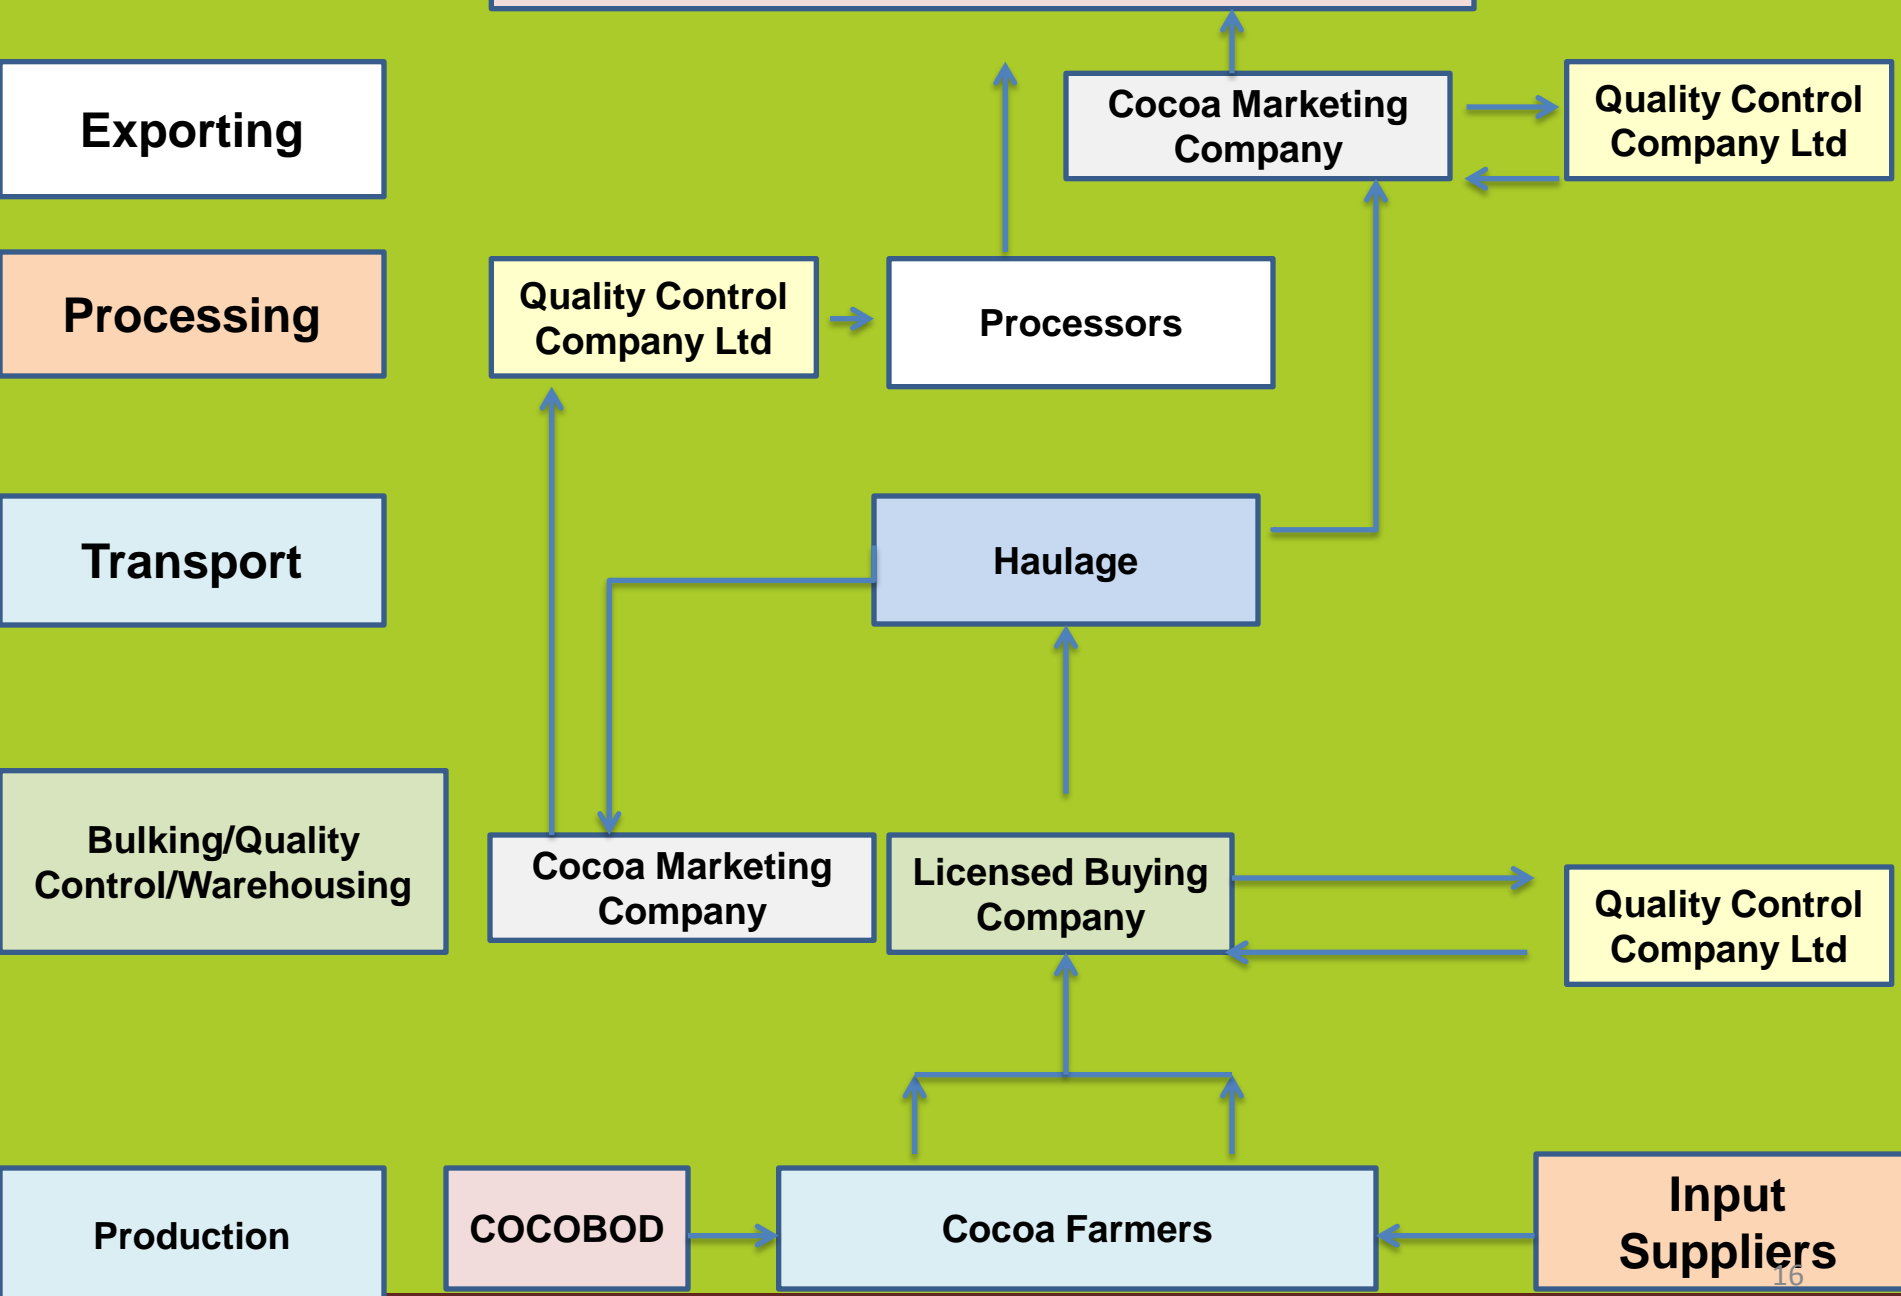 Exporting
Cocoa Marketing
Company
Quality Control
Company Ltd
Processing
Quality Control
Company Ltd
Processors
Transport
Haulage
Bulking/Quality
Control/Warehousing
Cocoa Marketing
Company
Licensed Buying
Company
Quality Control
Company Ltd
Production
COCOBOD
Cocoa Farmers
Input
Suppliers
16